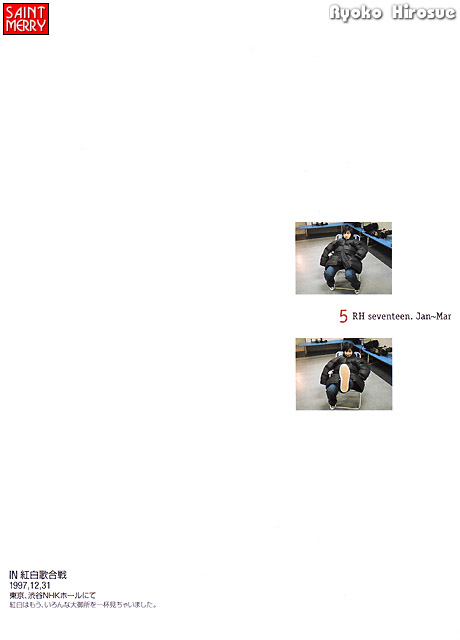 SAINT
MERRY
Ryoko Hirosue
5 RH seventeen. Jan~Mar
IN 紅白歌合戦
1997,12,31
東京、渋谷NHKホールにて
紅白はもう、いろんな大御所を一杯見ちゃいました。